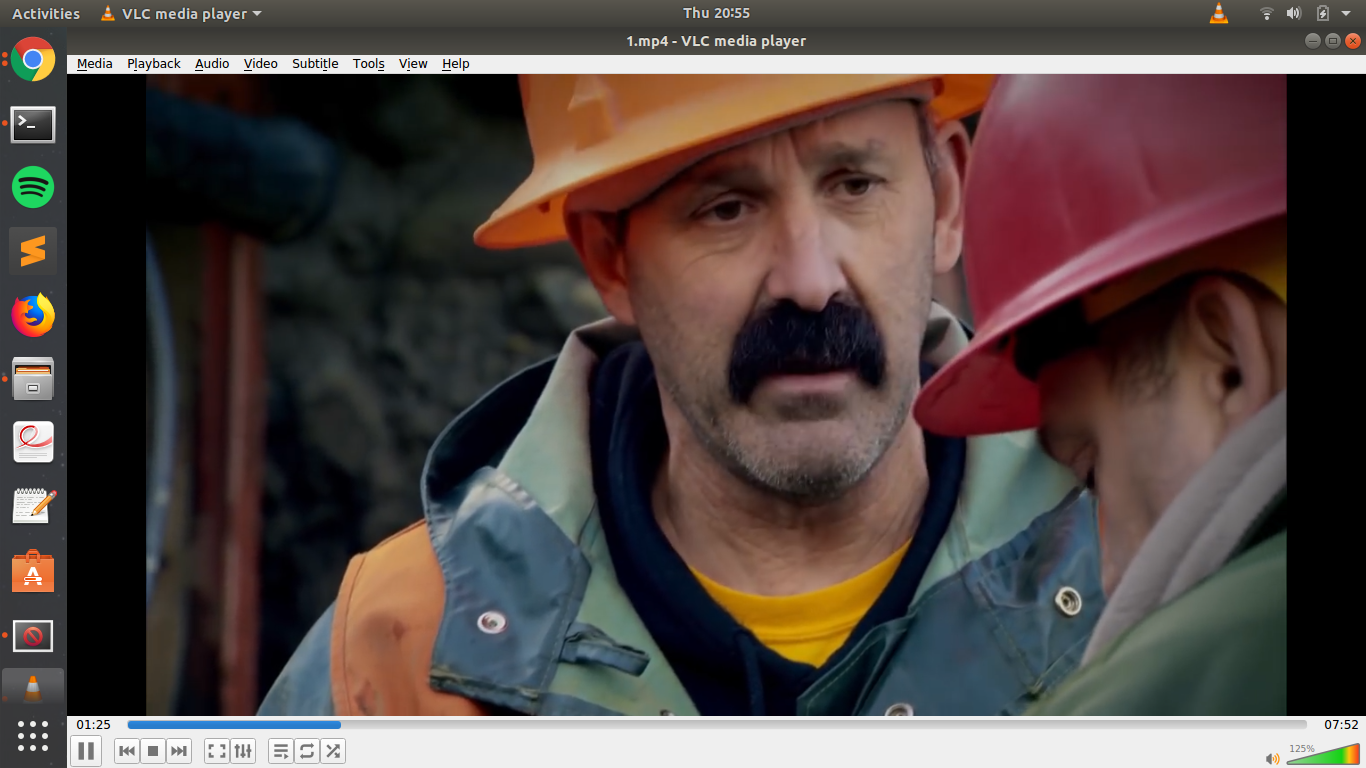 Activities VLC media player Thu 20:55
1.mp4 - VLC media player
Media Playback Audio Video Subtitle Tools View Help
01:25 07:52
125%